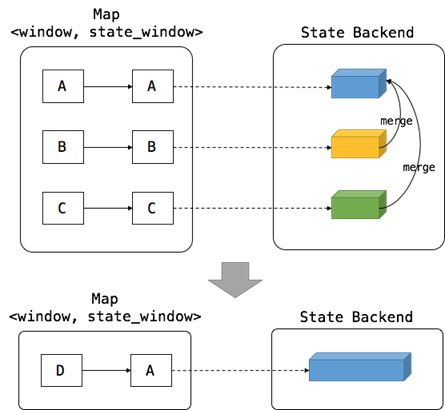 Map
<window, state_window>
State Backend
A A
B B
C C
merge
merge
Map
<window, state_window>
State Backend
D A